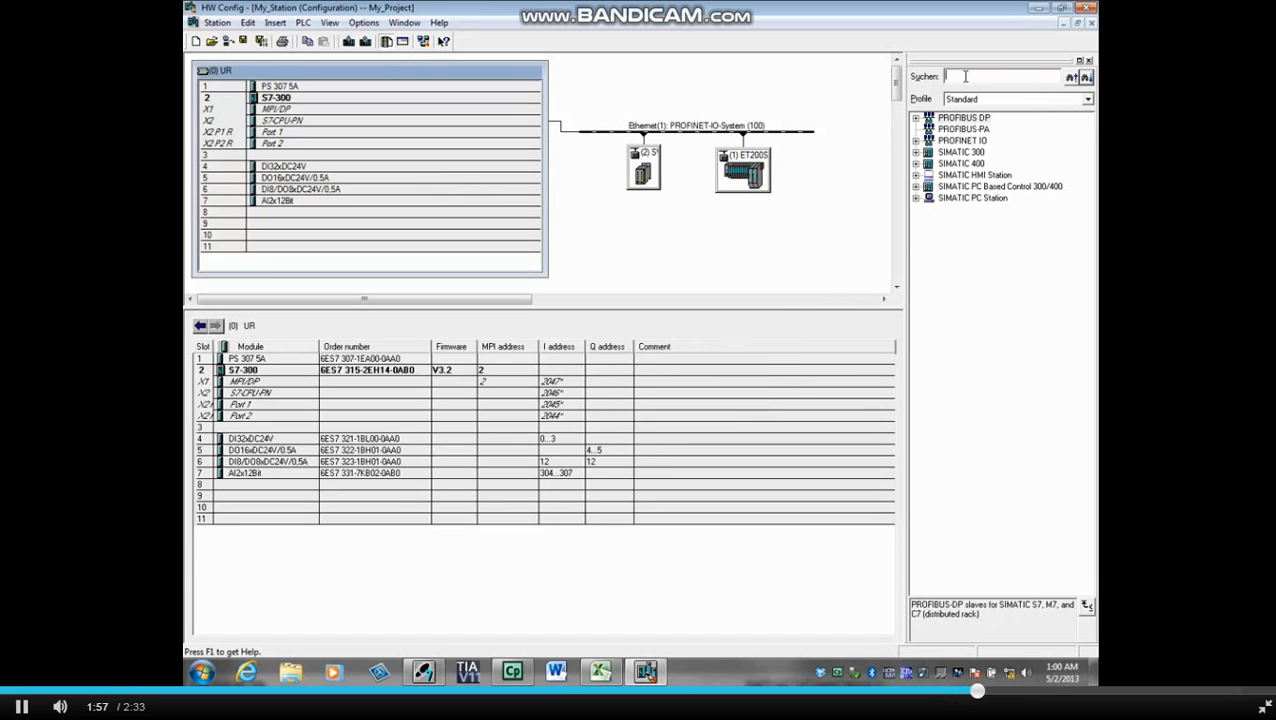 HW Config - [My_Station (Configuration) -- My_Project]
www.BANDICAM.com
Station Edit Insert PLC View Options Window Help
(0) UR
1 PS 307 5A
2 S7-300
X1 MPI/DP
X2 S7-CPU-PN
X2 P1 R Port 1
X2 P2 R Port 2
3
4 DI32xDC24V
5 DO16xDC24V/0.5A
6 DI8/DO8xDC24V/0,5A
7 AI2x12Bit
8
9
10
11
Ethernet(1): PROFINET-IO-System (100)
(2) S'
(1) ET200S
Suchen:
Profile Standard
PROFIBUS DP
PROFIBUS-PA
PROFINET IO
SIMATIC 300
SIMATIC 400
SIMATIC HMI Station
SIMATIC PC Based Control 300/400
SIMATIC PC Station
(0) UR
Slot Module Order number Firmware MPI address I address Q address Comment
1 PS 307 5A 6ES7 307-1EA00-0AA0
2 S7-300 6ES7 315-2EH14-0AB0 V3.2 2
X1 MPI/DP 2 2047*
X2 S7-CPU-PN 2046*
X2 Port 1 2045*
X2 Port 2 2044*
3
4 DI32xDC24V 6ES7 321-1BL00-0AA0 0...3
5 DO16xDC24V/0.5A 6ES7 322-1BH01-0AA0 4...5
6 DI8/DO8xDC24V/0,5A 6ES7 323-1BH01-0AA0 12 12
7 AI2x12Bit 6ES7 331-7KB02-0AB0 304...307
8
9
10
11
PROFIBUS-DP slaves for SIMATIC S7, M7, and
C7 (distributed rack)
Press F1 to get Help.
TIA
V11
Cp
1:00 AM
5/2/2013
1:57 / 2:33